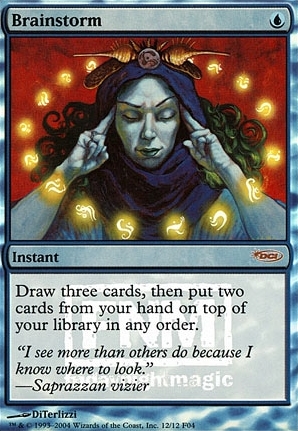 Brainstorm
Instant
DCI
Draw three cards, then put two
cards from your hand on top of
your library in any order.
"I see more than others do because I
know where to look."
—Saprazzan vizier
magic
DiTerlizzi
™ & © 1993–2004 Wizards of the Coast, Inc. 12/12 F04